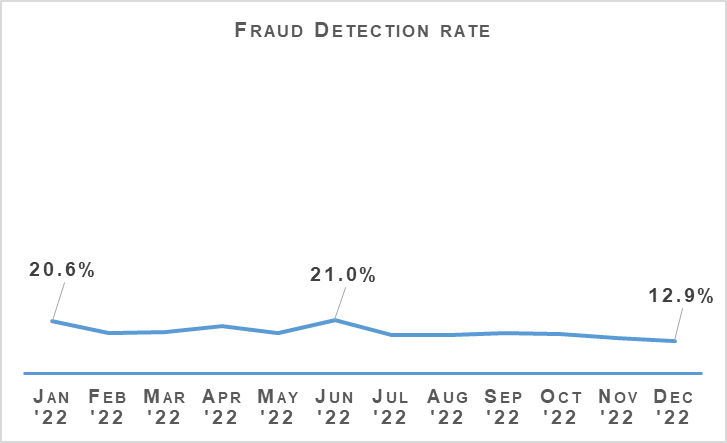 FRAUD DETECTION RATE
20.6%
21.0%
12.9%
JAN '22
FEB '22
MAR '22
APR '22
MAY '22
JUN '22
JUL '22
AUG '22
SEP '22
OCT '22
NOV '22
DEC '22